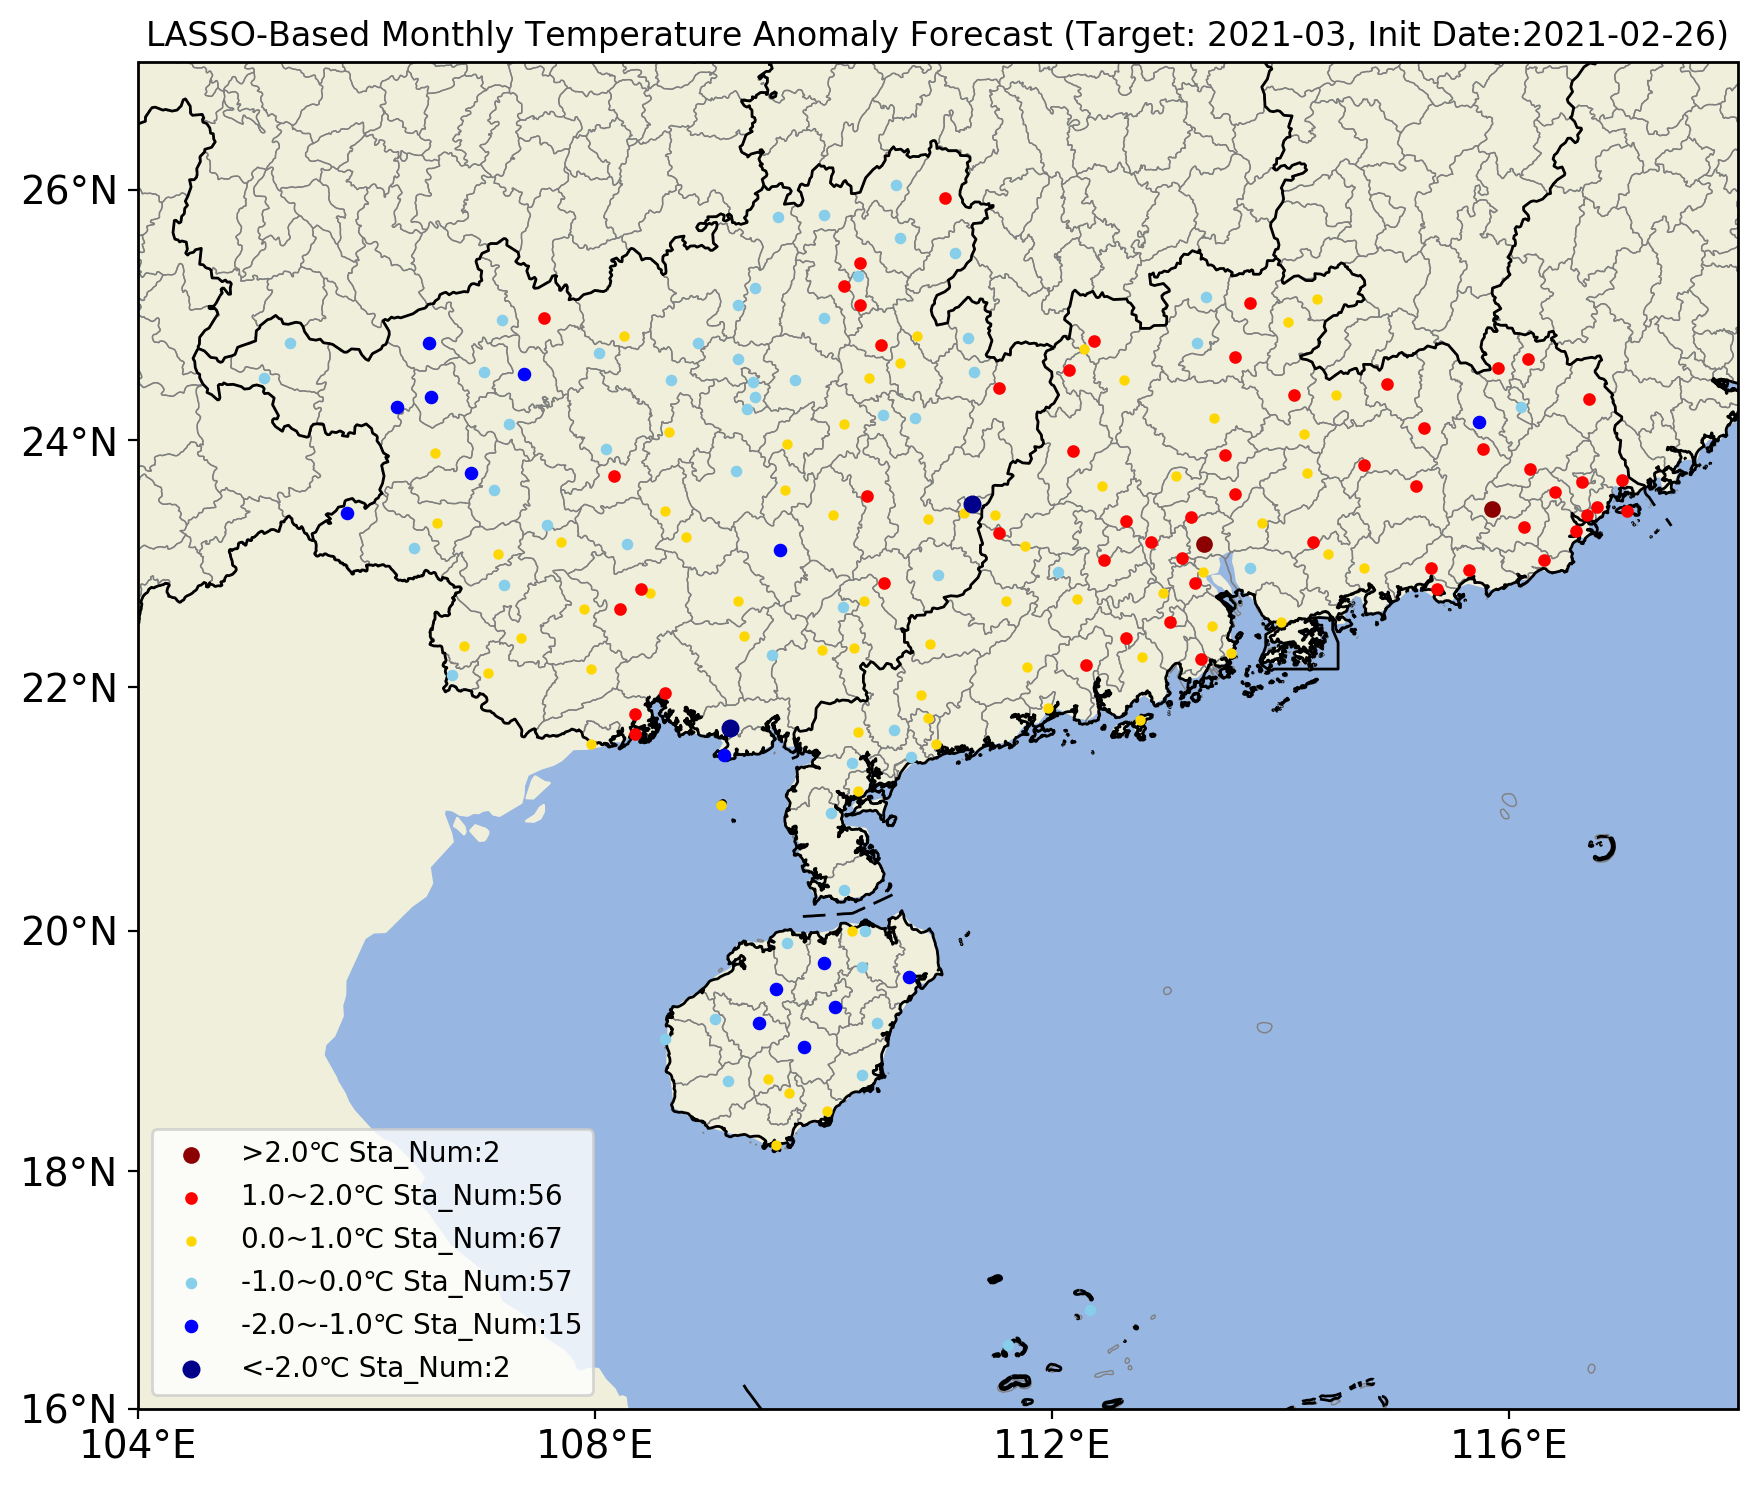 LASSO-Based Monthly Temperature Anomaly Forecast (Target: 2021-03, Init Date:2021-02-26)
26°N
24°N
22°N
20°N
18°N
16°N
>2.0℃ Sta_Num:2
1.0~2.0℃ Sta_Num:56
0.0~1.0℃ Sta_Num:67
-1.0~0.0℃ Sta_Num:57
-2.0~-1.0℃ Sta_Num:15
<-2.0℃ Sta_Num:2
104°E 108°E 112°E 116°E